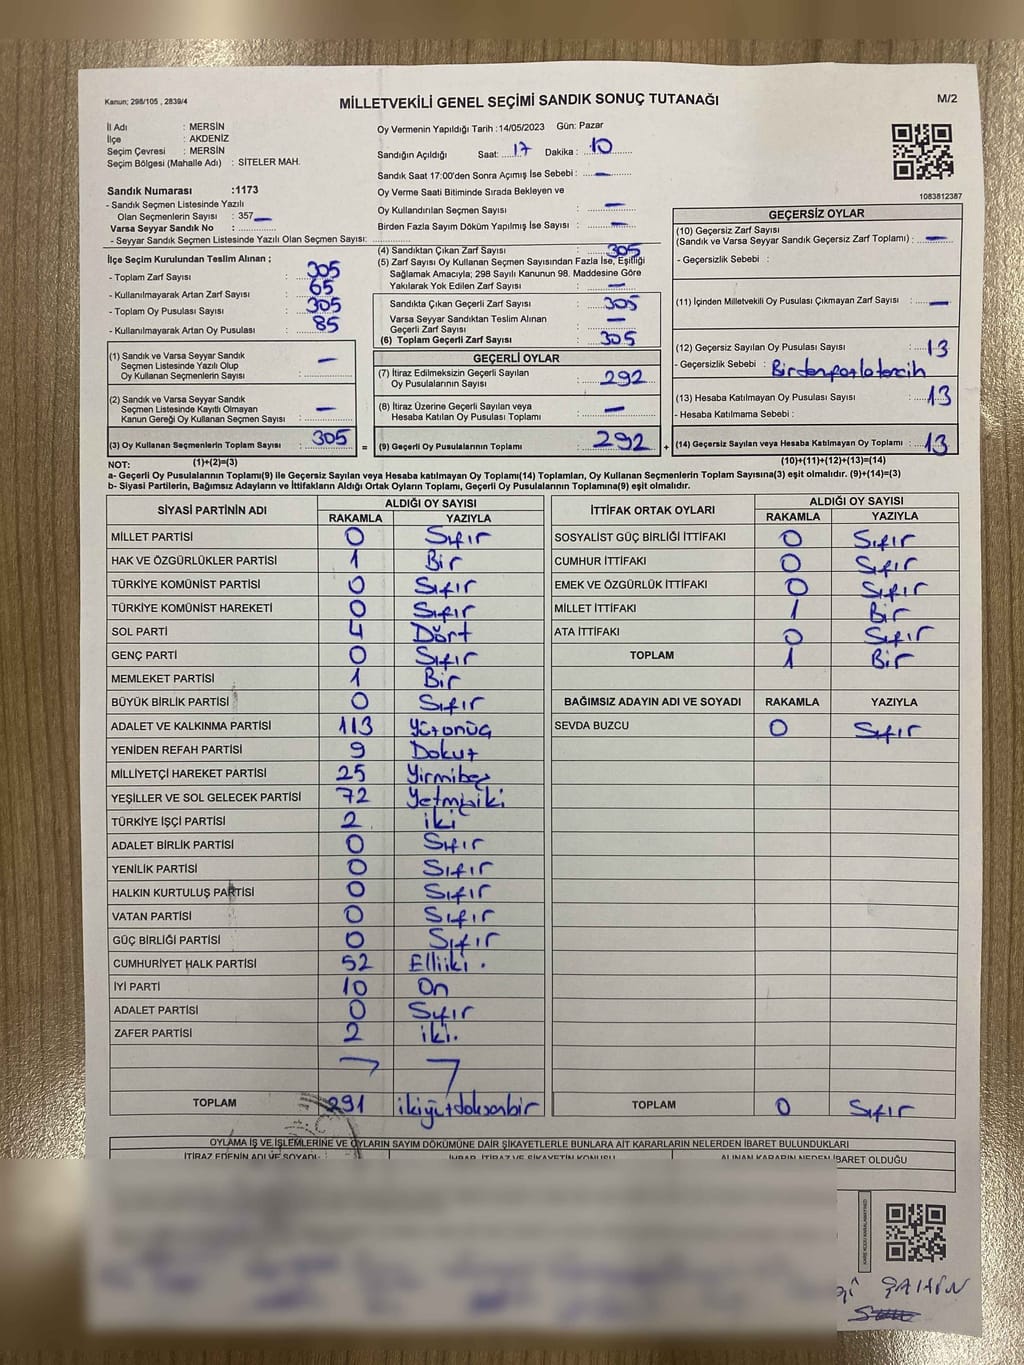 Kanun; 298/105 , 2839/4
MİLLETVEKİLİ GENEL SEÇİMİ SANDIK SONUÇ TUTANAĞI
M/2
İl Adı : MERSİN
İlçe : AKDENİZ
Seçim Çevresi : MERSİN
Seçim Bölgesi (Mahalle Adı) : SİTELER MAH.
Sandık Numarası :1173
- Sandık Seçmen Listesinde Yazılı
Olan Seçmenlerin Sayısı : 357
Varsa Seyyar Sandık No :
- Seyyar Sandık Seçmen Listesinde Yazılı Olan Seçmen Sayısı:
İlçe Seçim Kurulundan Teslim Alınan ;
- Toplam Zarf Sayısı : 305
- Kullanılmayarak Artan Zarf Sayısı : 65
- Toplam Oy Pusulası Sayısı : 305
- Kullanılmayarak Artan Oy Pusulası : 85
(1) Sandık ve Varsa Seyyar Sandık
Seçmen Listesinde Yazılı Olup
Oy Kullanan Seçmenlerin Sayısı : —
(2) Sandık ve Varsa Seyyar Sandık
Seçmen Listesinde Kayıtlı Olmayan
Kanun Gereği Oy Kullanan Seçmen Sayısı : —
(3) Oy Kullanan Seçmenlerin Toplam Sayısı : 305
(1)+(2)=(3)
Oy Vermenin Yapıldığı Tarih :14/05/2023 Gün: Pazar
Sandığın Açıldığı Saat: 17 Dakika : 10
Sandık Saat 17:00'den Sonra Açımış İse Sebebi : —
Oy Verme Saati Bitiminde Sırada Bekleyen ve
Oy Kullandırılan Seçmen Sayısı : —
Birden Fazla Sayım Döküm Yapılmış İse Sayısı : —
(4) Sandıktan Çıkan Zarf Sayısı : 305
(5) Zarf Sayısı Oy Kullanan Seçmen Sayısından Fazla İse, Eşitliği
Sağlamak Amacıyla; 298 Sayılı Kanunun 98. Maddesine Göre
Yakılarak Yok Edilen Zarf Sayısı : —
Sandıkta Çıkan Geçerli Zarf Sayısı : 305
Varsa Seyyar Sandıktan Teslim Alınan
Geçerli Zarf Sayısı : —
(6) Toplam Geçerli Zarf Sayısı : 305
GEÇERLİ OYLAR
(7) İtiraz Edilmeksizin Geçerli Sayılan
Oy Pusulalarının Sayısı : 292
(8) İtiraz Üzerine Geçerli Sayılan veya
Hesaba Katılan Oy Pusulası Toplamı : —
= (9) Geçerli Oy Pusulalarının Toplamı : 292 +
1083812387
GEÇERSİZ OYLAR
(10) Geçersiz Zarf Sayısı
(Sandık ve Varsa Seyyar Sandık Geçersiz Zarf Toplamı) : —
- Geçersizlik Sebebi :
(11) İçinden Milletvekili Oy Pusulası Çıkmayan Zarf Sayısı : —
(12) Geçersiz Sayılan Oy Pusulası Sayısı : 13
- Geçersizlik Sebebi : Birden fazla tercih
(13) Hesaba Katılmayan Oy Pusulası Sayısı : 13
- Hesaba Katılmama Sebebi :
(14) Geçersiz Sayılan veya Hesaba Katılmayan Oy Toplamı : 13
(10)+(11)+(12)+(13)=(14)
NOT:
a- Geçerli Oy Pusulalarının Toplamı(9) ile Geçersiz Sayılan veya Hesaba katılmayan Oy Toplamı(14) Toplamları, Oy Kullanan Seçmenlerin Toplam Sayısına(3) eşit olmalıdır. (9)+(14)=(3)
b- Siyasi Partilerin, Bağımsız Adayların ve İttifakların Aldığı Ortak Oyların Toplamı, Geçerli Oy Pusulalarının Toplamına(9) eşit olmalıdır.
SİYASİ PARTİNİN ADI ALDIĞI OY SAYISI
RAKAMLA YAZIYLA
MİLLET PARTİSİ 0 Sıfır
HAK VE ÖZGÜRLÜKLER PARTİSİ 1 Bir
TÜRKİYE KOMÜNİST PARTİSİ 0 Sıfır
TÜRKİYE KOMÜNİST HAREKETİ 0 Sıfır
SOL PARTİ 4 Dört
GENÇ PARTİ 0 Sıfır
MEMLEKET PARTİSİ 1 Bir
BÜYÜK BİRLİK PARTİSİ 0 Sıfır
ADALET VE KALKINMA PARTİSİ 113 Yüzonüç
YENİDEN REFAH PARTİSİ 9 Dokuz
MİLLİYETÇİ HAREKET PARTİSİ 25 Yirmibeş
YEŞİLLER VE SOL GELECEK PARTİSİ 72 Yetmişiki
TÜRKİYE İŞÇİ PARTİSİ 2 iki
ADALET BİRLİK PARTİSİ 0 Sıfır
YENİLİK PARTİSİ 0 Sıfır
HALKIN KURTULUŞ PARTİSİ 0 Sıfır
VATAN PARTİSİ 0 Sıfır
GÜÇ BİRLİĞİ PARTİSİ 0 Sıfır
CUMHURİYET HALK PARTİSİ 52 Elliiki .
İYİ PARTİ 10 On
ADALET PARTİSİ 0 Sıfır
ZAFER PARTİSİ 2 iki.
TOPLAM 291 ikiyüzdoksanbir
İTTİFAK ORTAK OYLARI ALDIĞI OY SAYISI
RAKAMLA YAZIYLA
SOSYALİST GÜÇ BİRLİĞİ İTTİFAKI 0 Sıfır
CUMHUR İTTİFAKI 0 Sıfır
EMEK VE ÖZGÜRLÜK İTTİFAKI 0 Sıfır
MİLLET İTTİFAKI 1 Bir
ATA İTTİFAKI 0 Sıfır
TOPLAM 1 Bir
BAĞIMSIZ ADAYIN ADI VE SOYADI RAKAMLA YAZIYLA
SEVDA BUZCU 0 Sıfır
TOPLAM 0 Sıfır
OYLAMA İŞ VE İŞLEMLERİNE VE OYLARIN SAYIM DÖKÜMÜNE DAİR ŞİKAYETLERLE BUNLARA AİT KARARLARIN NELERDEN İBARET BULUNDUKLARI
İTİRAZ EDENİN ADI VE SOYADI: İHBAR, İTİRAZ VE ŞİKAYETİN KONUSU ALINAN KARARIN NEDEN İBARET OLDUĞU
ŞAHİN